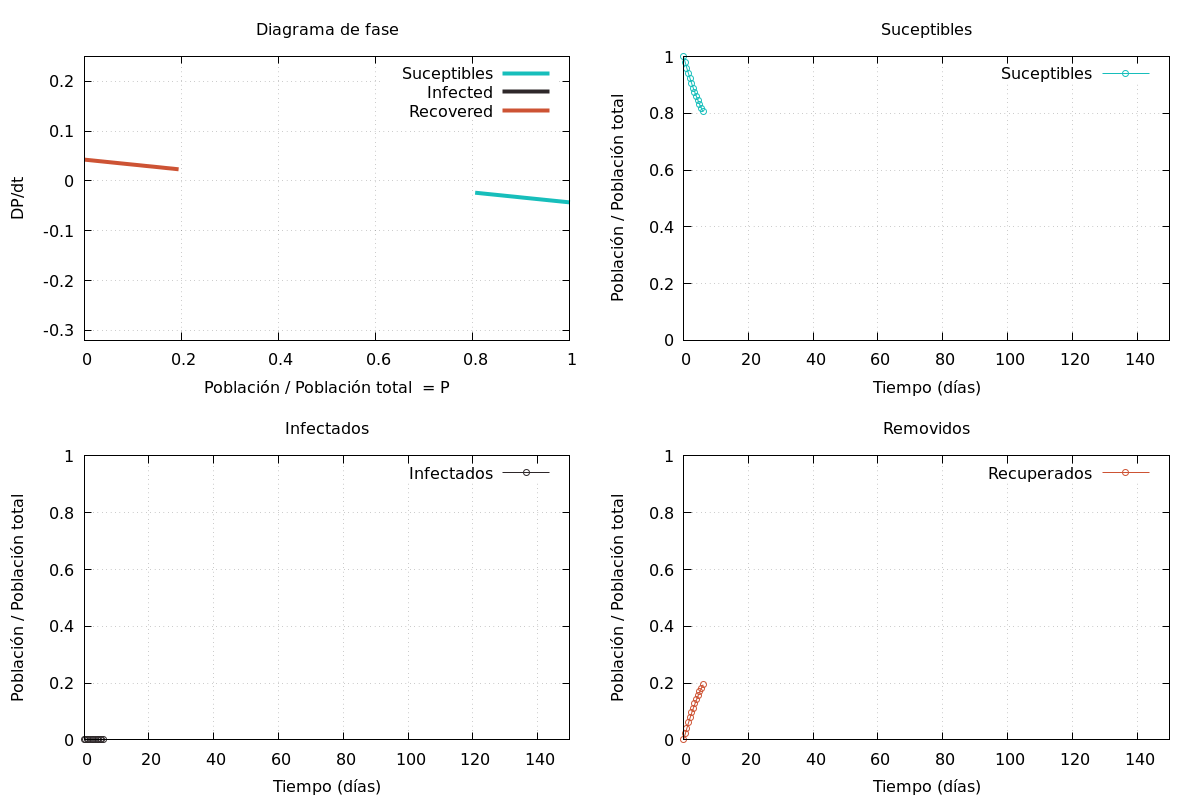 Diagrama de fase
DP/dt
0.2
0.1
0
-0.1
-0.2
-0.3
Suceptibles
Infected
Recovered
0 0.2 0.4 0.6 0.8 1
Población / Población total = P
Suceptibles
Población / Población total
1
0.8
0.6
0.4
0.2
0
Suceptibles
0 20 40 60 80 100 120 140
Tiempo (días)
Infectados
Población / Población total
1
0.8
0.6
0.4
0.2
0
Infectados
0 20 40 60 80 100 120 140
Tiempo (días)
Removidos
Población / Población total
1
0.8
0.6
0.4
0.2
0
Recuperados
0 20 40 60 80 100 120 140
Tiempo (días)